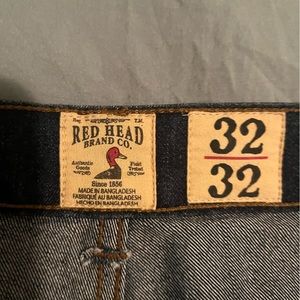 Reg. T.M.
RED HEAD
BRAND CO.
Authentic Field
Goods Tested
Since 1856
MADE IN BANGLADESH
FABRIQUÉ AU BANGLADESH
HECHO EN BANGLADESH
32
32